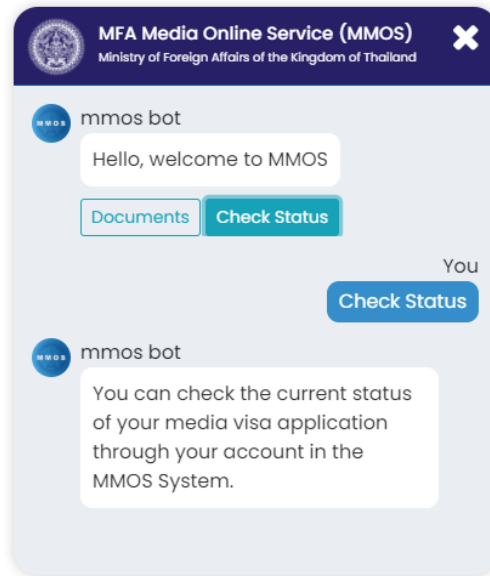 MFA Media Online Service (MMOS)
Ministry of Foreign Affairs of the Kingdom of Thailand
MMOS
mmos bot
Hello, welcome to MMOS
Documents
Check Status
You
Check Status
MMOS
mmos bot
You can check the current status
of your media visa application
through your account in the
MMOS System.